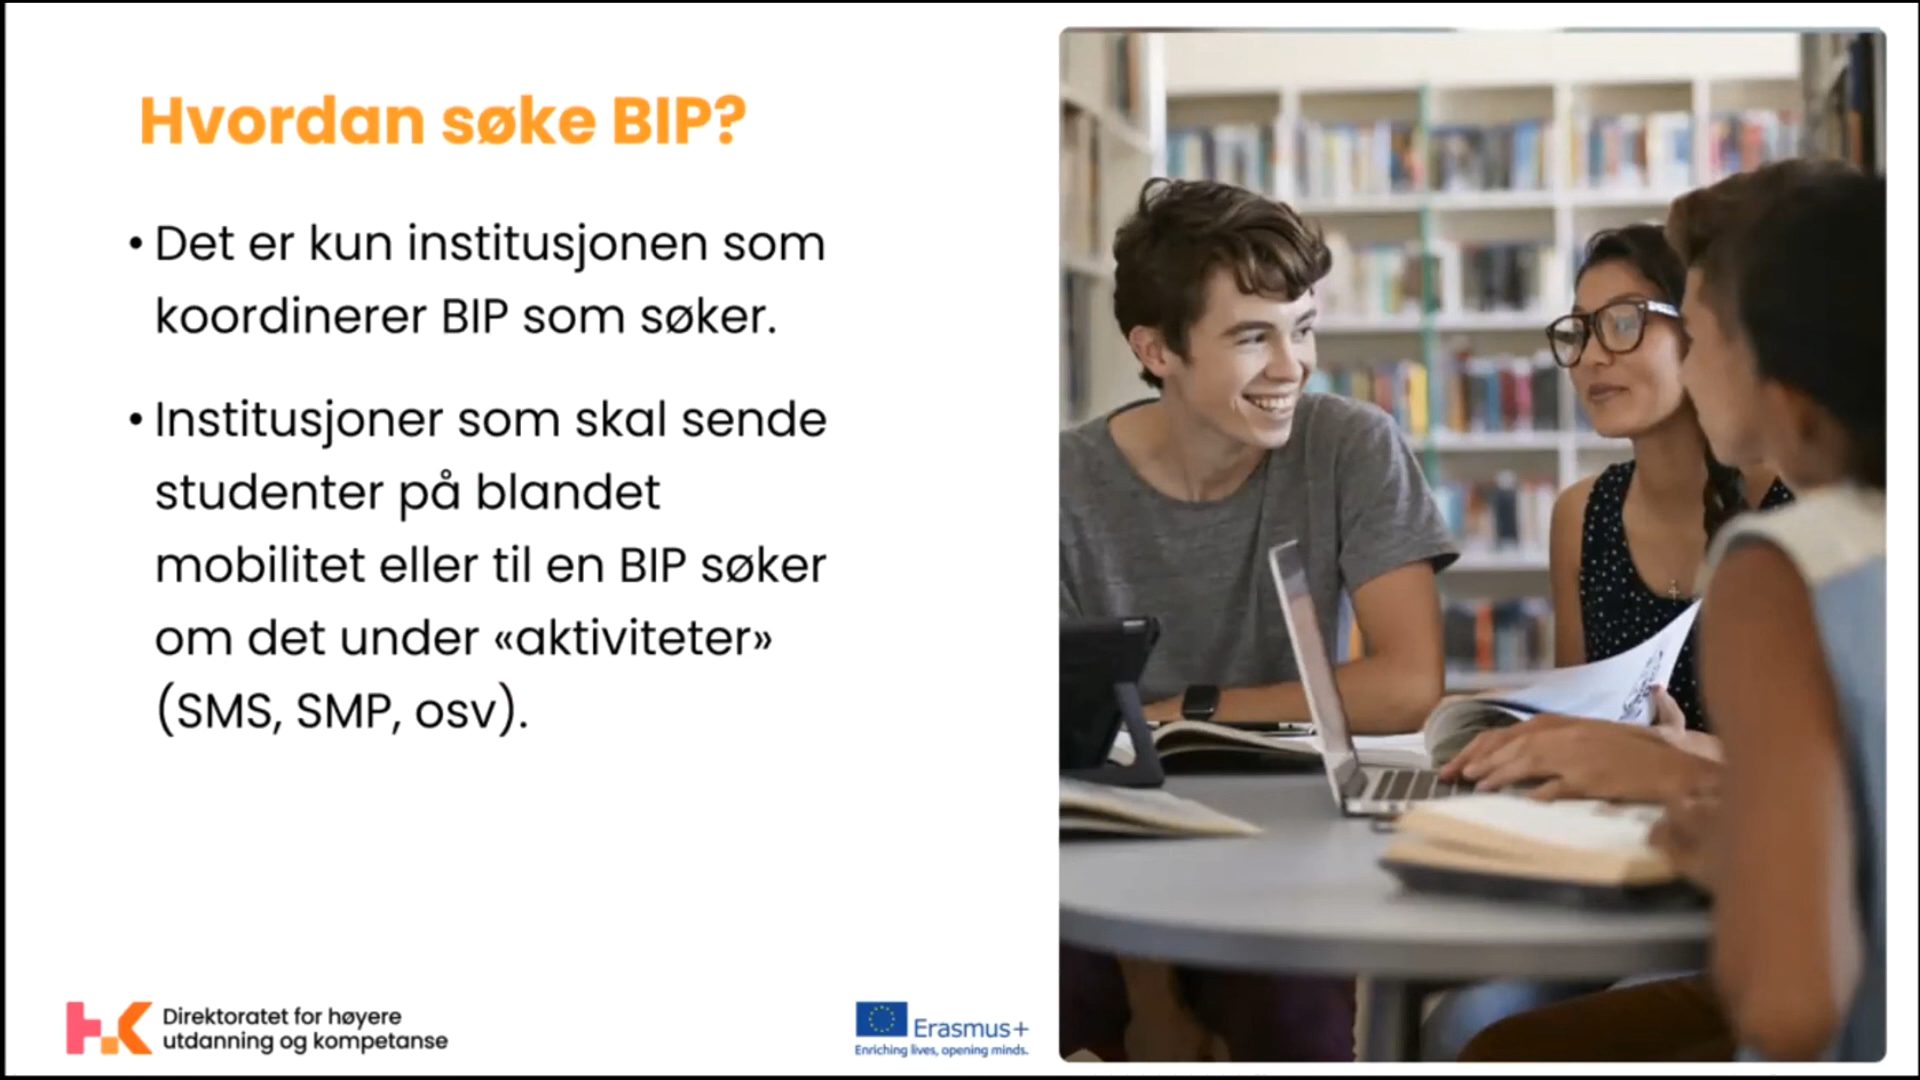 Hvordan søke BIP?
• Det er kun institusjonen som
koordinerer BIP som søker.
• Institusjoner som skal sende
studenter på blandet
mobilitet eller til en BIP søker
om det under «aktiviteter»
(SMS, SMP, osv).
Direktoratet for høyere
utdanning og kompetanse
Erasmus+
Enriching lives, opening minds.